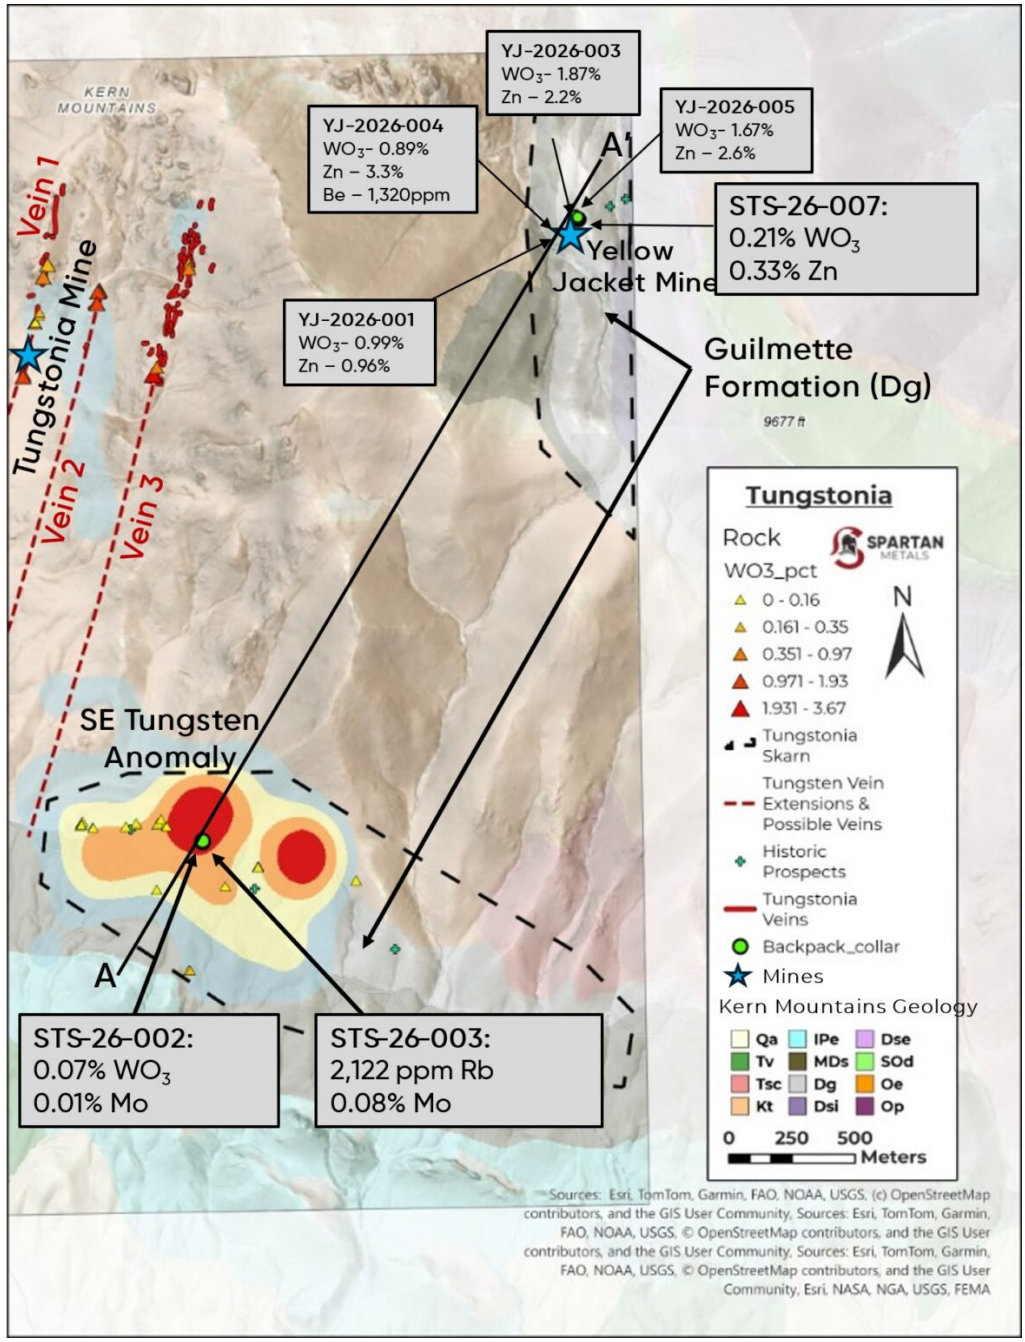 KERN
MOUNTAINS
YJ-2026-003
WO3- 1.87%
Zn – 2.2%
YJ-2026-004
WO3- 0.89%
Zn – 3.3%
Be – 1,320ppm
YJ-2026-005
WO3- 1.67%
Zn – 2.6%
A'
STS-26-007:
0.21% WO3
0.33% Zn
Yellow
Jacket Mine
YJ-2026-001
WO3- 0.99%
Zn – 0.96%
Vein 1
Tungstonia Mine
Vein 2
Vein 3
Guilmette
Formation (Dg)
9677 ft
SE Tungsten
Anomaly
A
STS-26-002:
0.07% WO3
0.01% Mo
STS-26-003:
2,122 ppm Rb
0.08% Mo
Tungstonia
Rock
SPARTAN
METALS
WO3_pct
N
0 - 0.16
0.161 - 0.35
0.351 - 0.97
0.971 - 1.93
1.931 - 3.67
Tungstonia
Skarn
Tungsten Vein
Extensions &
Possible Veins
Historic
Prospects
Tungstonia
Veins
Backpack_collar
Mines
Kern Mountains Geology
Qa IPe Dse
Tv MDs SOd
Tsc Dg Oe
Kt Dsi Op
0 250 500
Meters
Sources: Esri, TomTom, Garmin, FAO, NOAA, USGS, (c) OpenStreetMap
contributors, and the GIS User Community, Sources: Esri, TomTom, Garmin,
FAO, NOAA, USGS, © OpenStreetMap contributors, and the GIS User
Community, Sources: Esri, TomTom, Garmin,
FAO, NOAA, USGS, © OpenStreetMap contributors, and the GIS User
Community, Esri, NASA, NGA, USGS, FEMA